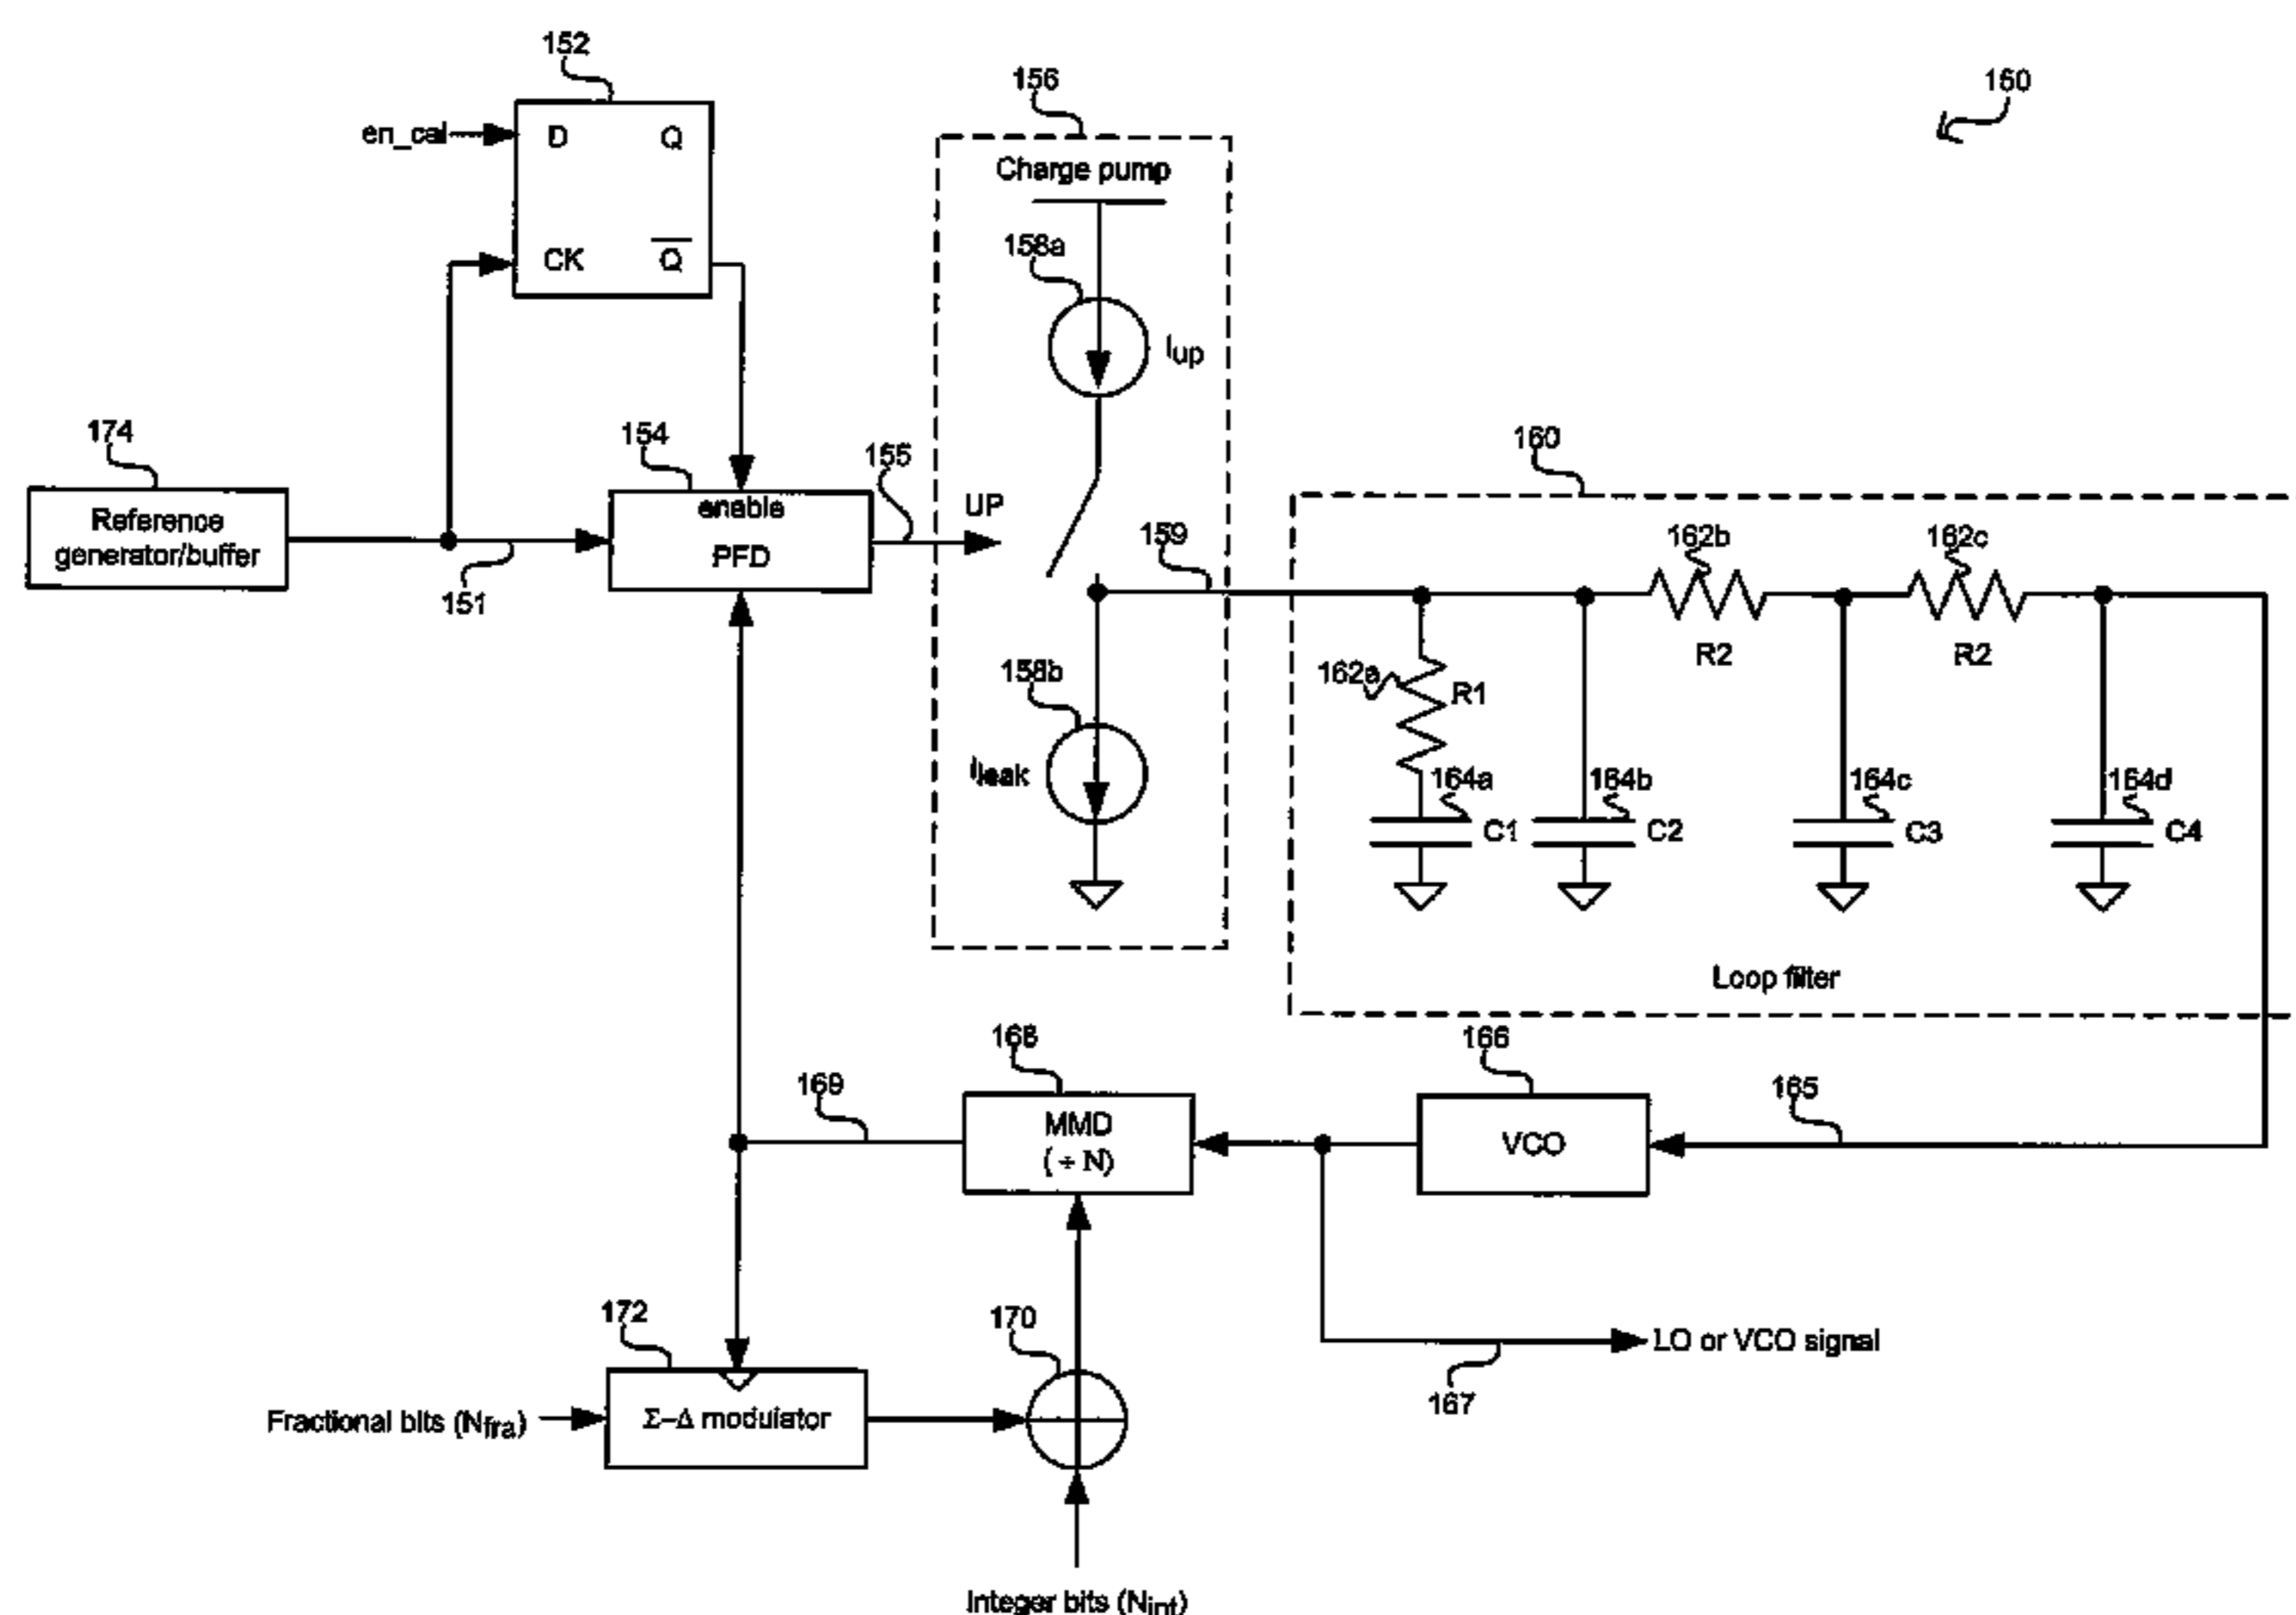 152
156
150
en_cal
D
Q
Charge pump
158a
CK
Q
Iup
174
154
155
160
Reference
generator/buffer
enable
PFD
UP
159
162b
162c
151
R2
R2
158b
162a
R1
Ileak
164a
164b
164c
164d
C1
C2
C3
C4
Loop filter
168
166
169
165
MMD
(÷N)
VCO
172
170
LO or VCO signal
167
Fractional bits (Nfra)
Σ–Δ modulator
Integer bits (Nint)